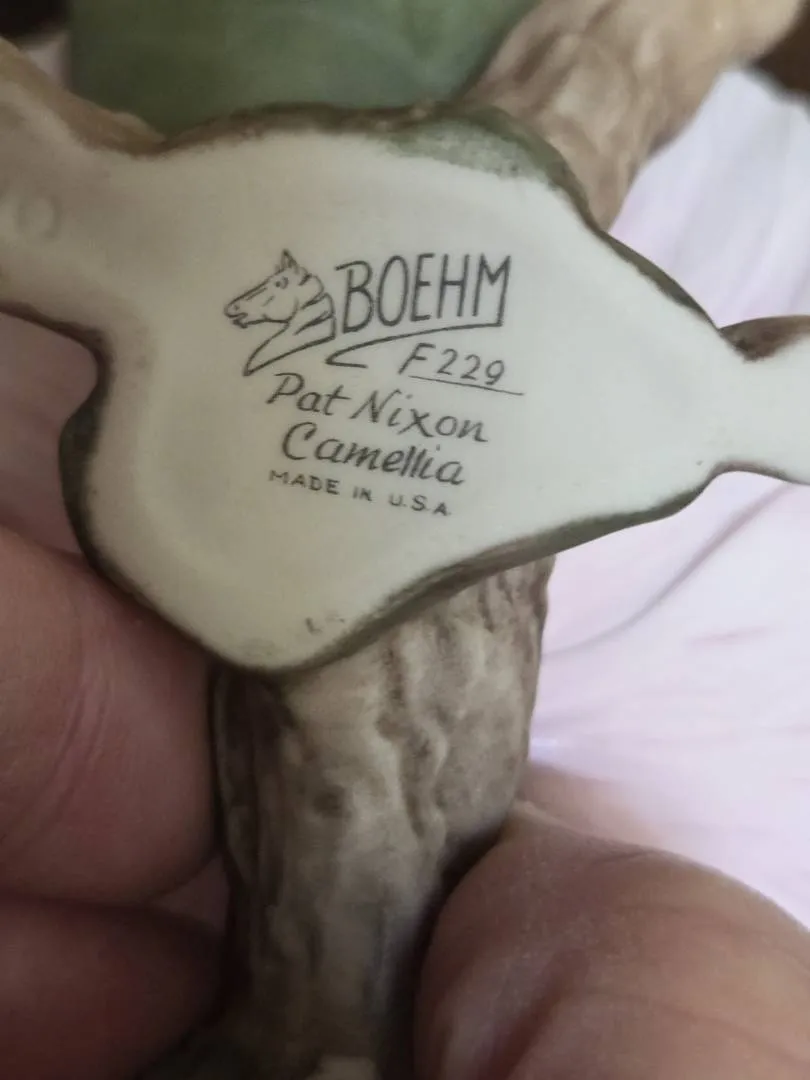 BOEHM
F229
Pat Nixon
Camellia
MADE IN U.S.A